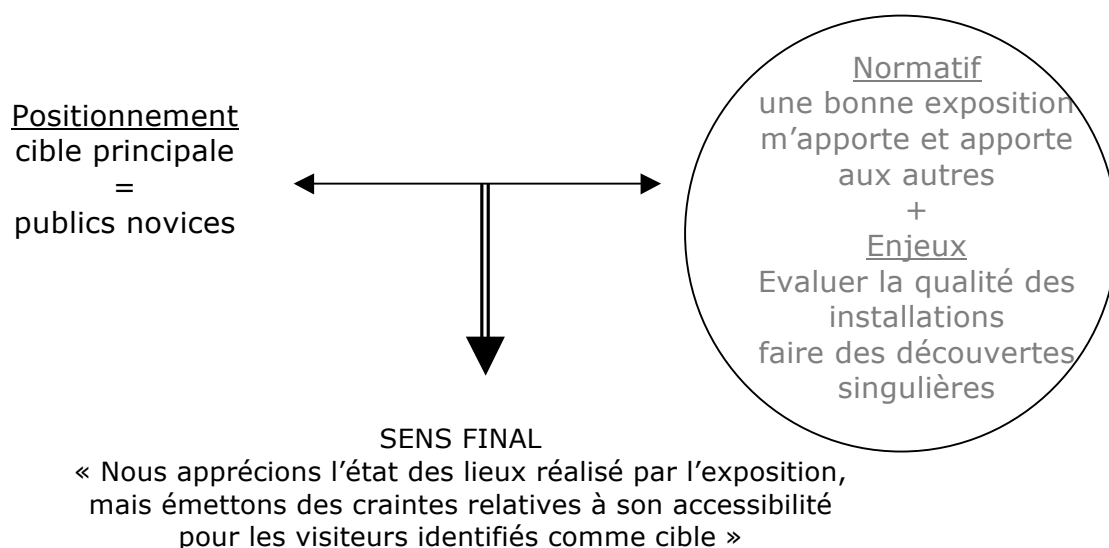 Positionnement
cible principale
=
publics novices
Normatif
une bonne exposition
m’apporte et apporte
aux autres
+
Enjeux
Evaluer la qualité des
installations
faire des découvertes
singulières
SENS FINAL
« Nous apprécions l’état des lieux réalisé par l’exposition,
mais émettons des craintes relatives à son accessibilité
pour les visiteurs identifiés comme cible »